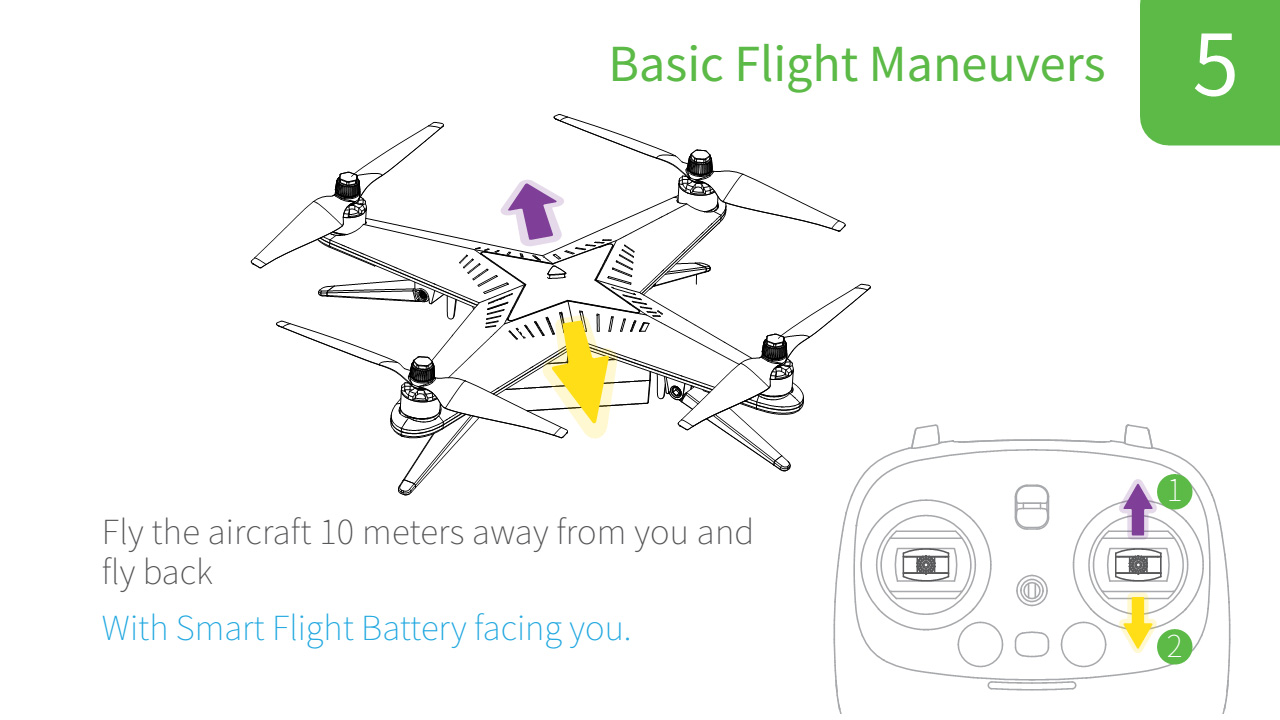 Basic Flight Maneuvers
5
1
Fly the aircraft 10 meters away from you and
fly back
With Smart Flight Battery facing you.
2